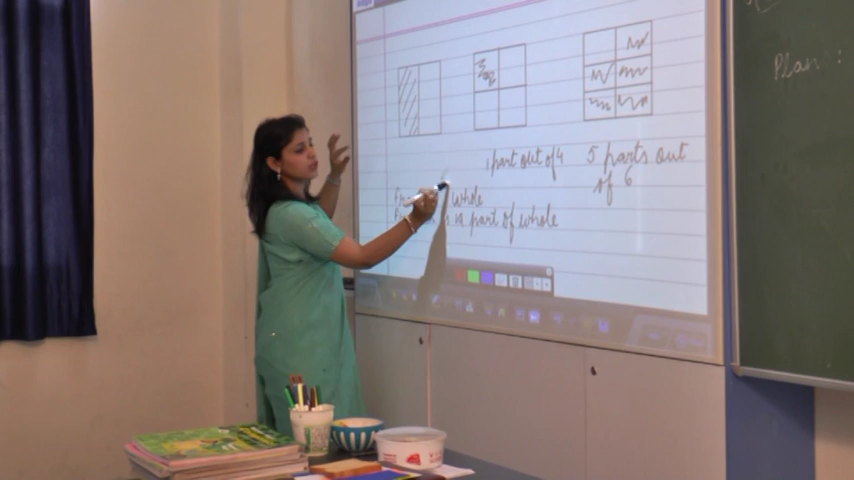 1 part out of 4
5 parts out
of 6
whole
a part of whole
Plan :